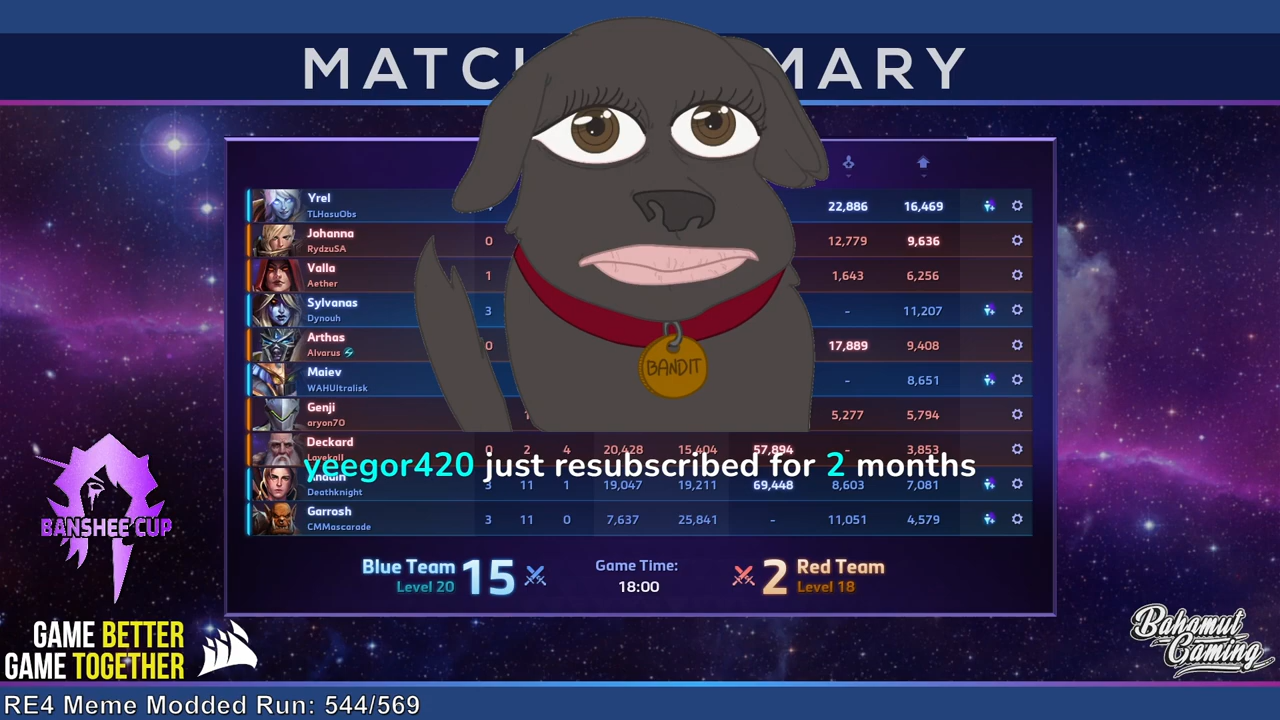 MATC MARY
Yrel
TLHasuObs
22,886 16,469
Johanna
RydzuSA
0 12,779 9,636
Valla
Aether
1 1,643 6,256
Sylvanas
Dynouh
3 - 11,207
Arthas
Alvarus
0 17,889 9,408
Maiev
WAHUltralisk
- 8,651
Genji
aryon70
5,277 5,794
Deckard
0 2 4 20,428 15,404 57,894 - 3,853
yeegor420 just resubscribed for 2 months
Deathknight
3 11 1 19,047 19,211 69,448 8,603 7,081
Garrosh
CMMascarade
3 11 0 7,637 25,841 - 11,051 4,579
BANDIT
Blue Team 15
Level 20
Game Time:
18:00
2 Red Team
Level 18
BANSHEE CUP
GAME BETTER
GAME TOGETHER
Bahamut
Gaming
RE4 Meme Modded Run: 544/569